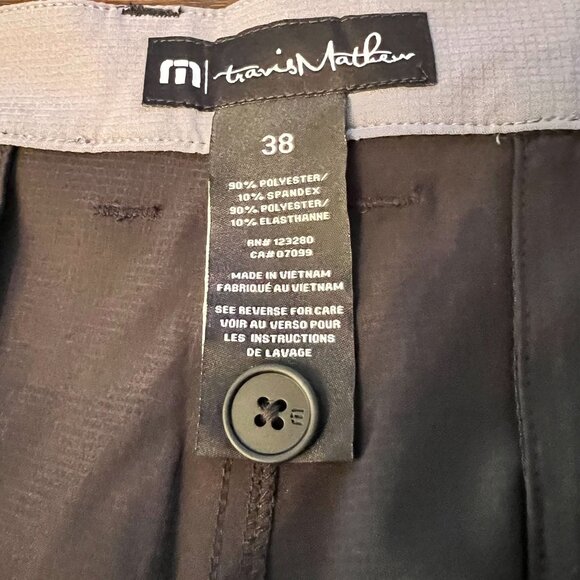 travisMathew
38
90% POLYESTER/
10% SPANDEX
90% POLYESTER/
10% ELASTHANNE
RN# 123280
CA# 07099
MADE IN VIETNAM
FABRIQUÉ AU VIETNAM
SEE REVERSE FOR CARE
VOIR AU VERSO POUR
LES INSTRUCTIONS
DE LAVAGE